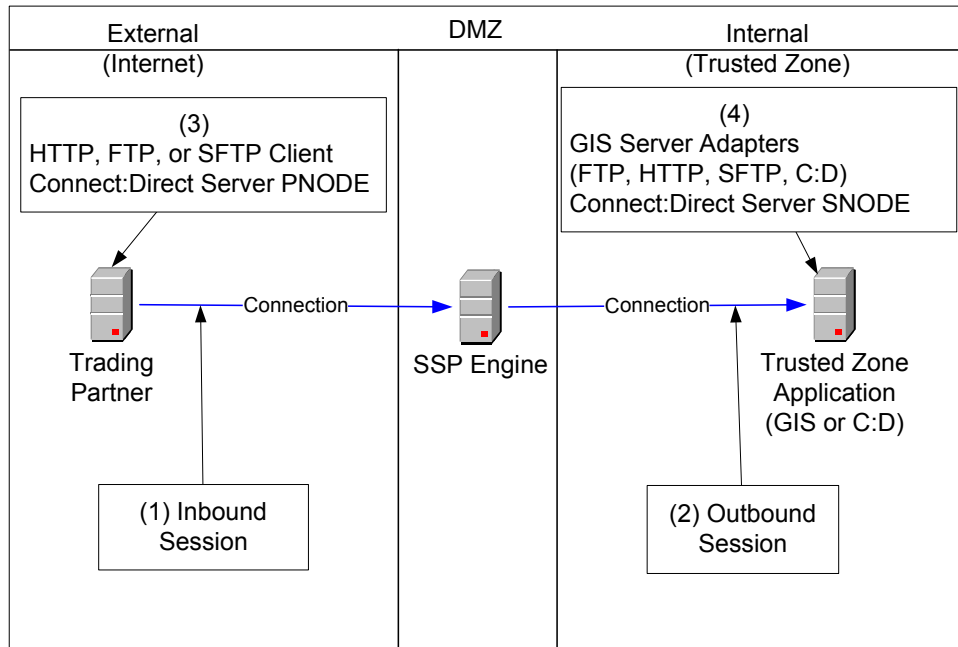 External
(Internet)
DMZ
Internal
(Trusted Zone)
(3)
HTTP, FTP, or SFTP Client
Connect:Direct Server PNODE
(4)
GIS Server Adapters
(FTP, HTTP, SFTP, C:D)
Connect:Direct Server SNODE
Connection
Connection
Trading
Partner
SSP Engine
Trusted Zone
Application
(GIS or C:D)
(1) Inbound
Session
(2) Outbound
Session